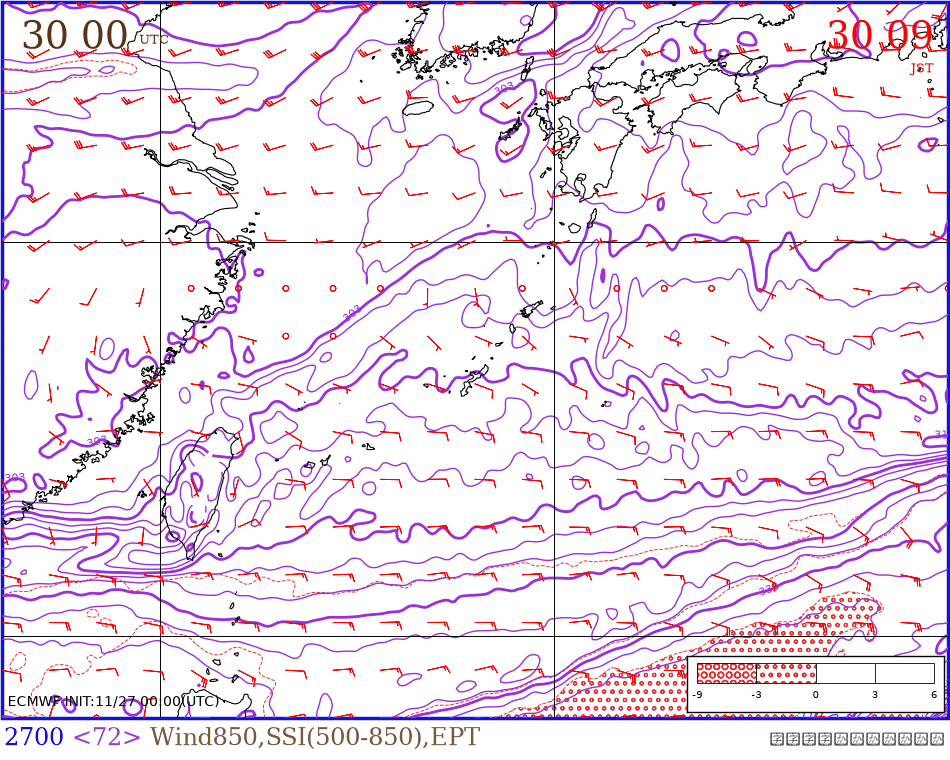 30 00 UTC
30 09
JST
303
303
303
303
ECMWF INIT:11/27 00:00(UTC)
-9 -3 0 3 6
2700 <72> Wind850,SSI(500-850),EPT